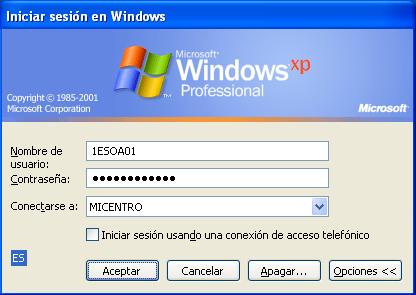 Iniciar sesión en Windows
Microsoft®
Windows xp
Professional
Copyright © 1985-2001
Microsoft Corporation
Microsoft
Nombre de usuario:
1ESOA01
Contraseña:
●●●●●●●●●●●●
Conectarse a:
MICENTRO
Iniciar sesión usando una conexión de acceso telefónico
ES
Aceptar
Cancelar
Apagar...
Opciones <<